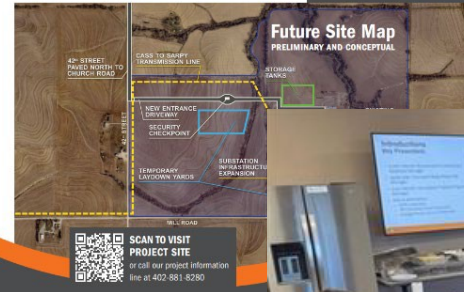 Future Site Map
PRELIMINARY AND CONCEPTUAL
42ND STREET
PAVED NORTH TO
CHURCH ROAD
CASS TO SARPY
TRANSMISSION LINE
STORAGE
TANKS
NEW ENTRANCE
DRIVEWAY
SECURITY
CHECKPOINT
42ND STREET
TEMPORARY
LAYDOWN YARDS
SUBSTATION
INFRASTRUCTU
EXPANSION
MILL ROAD
SCAN TO VISIT
PROJECT SITE
or call our project information
line at 402-881-8280
Introductions